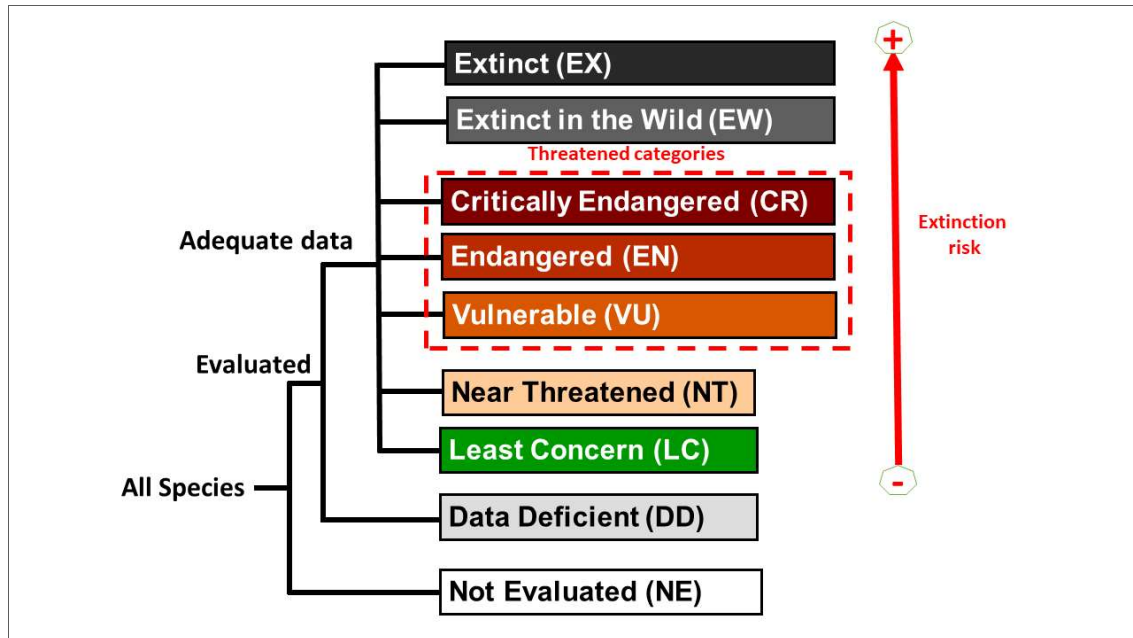 +
Extinct (EX)
Extinct in the Wild (EW)
Threatened categories
Critically Endangered (CR)
Extinction
risk
Adequate data
Endangered (EN)
Vulnerable (VU)
Evaluated
Near Threatened (NT)
Least Concern (LC)
-
All Species
Data Deficient (DD)
Not Evaluated (NE)